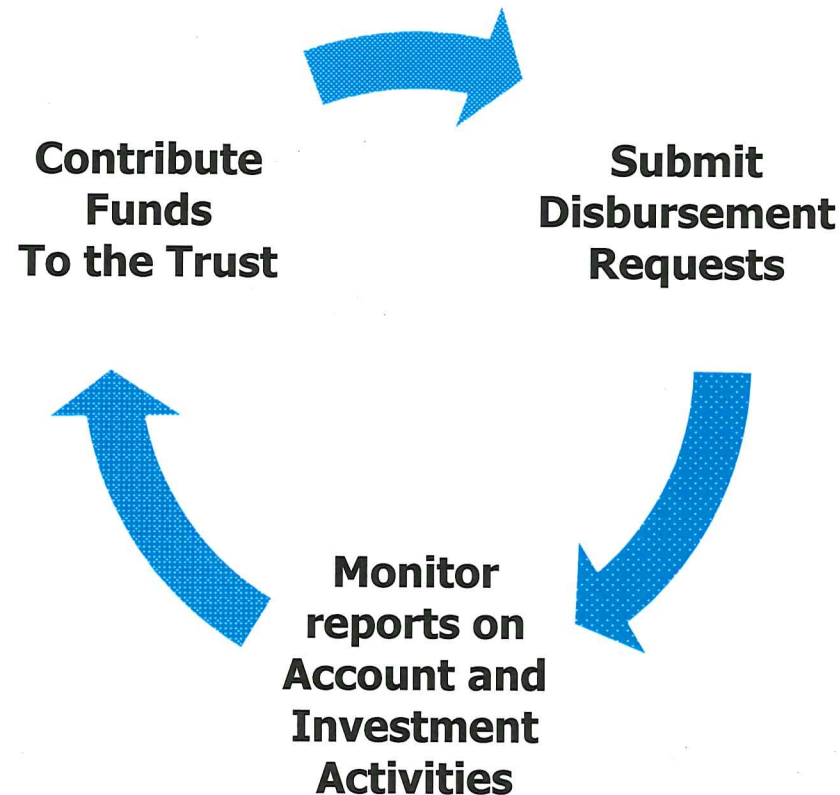 Contribute
Funds
To the Trust
Submit
Disbursement
Requests
Monitor
reports on
Account and
Investment
Activities